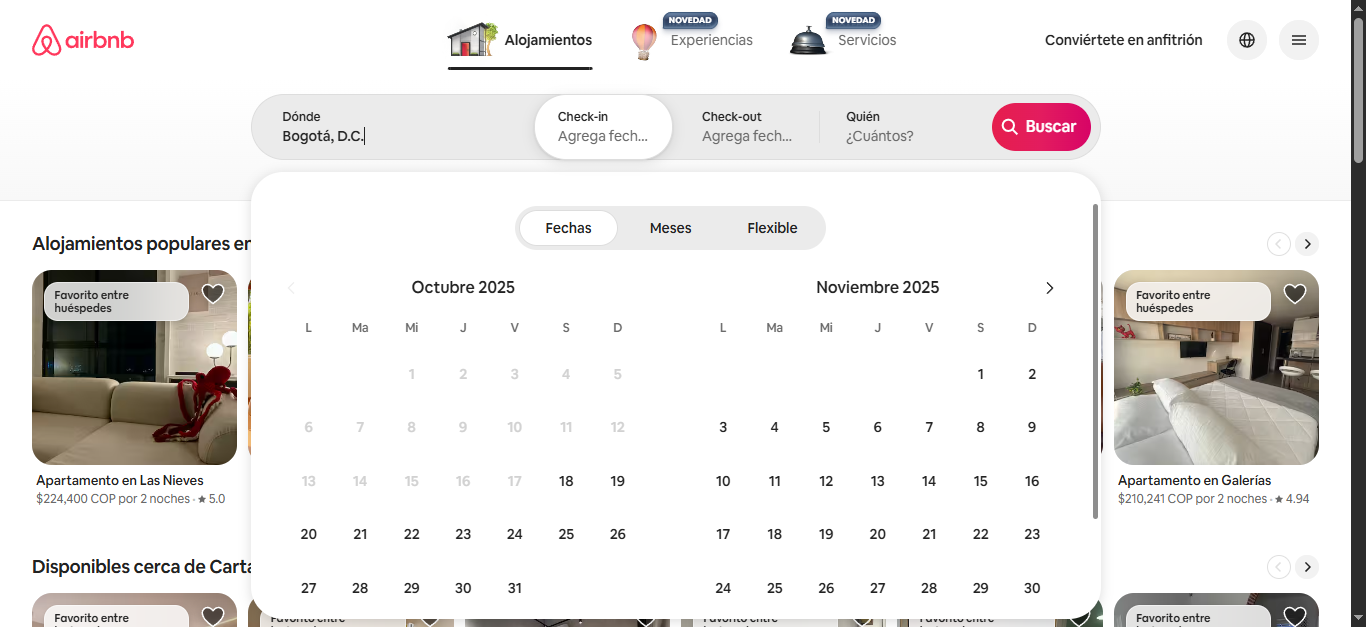 airbnb
Alojamientos
NOVEDAD
Experiencias
NOVEDAD
Servicios
Conviértete en anfitrión
Dónde
Bogotá, D.C.
Check-in
Agrega fech...
Check-out
Agrega fech...
Quién
¿Cuántos?
Buscar
Fechas
Meses
Flexible
Alojamientos populares en
Octubre 2025
Noviembre 2025
L Ma Mi J V S D
L Ma Mi J V S D
1 2 3 4 5
6 7 8 9 10 11 12
13 14 15 16 17 18 19
20 21 22 23 24 25 26
27 28 29 30 31
1 2
3 4 5 6 7 8 9
10 11 12 13 14 15 16
17 18 19 20 21 22 23
24 25 26 27 28 29 30
Favorito entre
huéspedes
Apartamento en Las Nieves
$224,400 COP por 2 noches · ★ 5.0
Favorito entre
huéspedes
Apartamento en Galerías
$210,241 COP por 2 noches · ★ 4.94
Disponibles cerca de Carta
Favorito entre
Favorito entre
Favorito entre
Favorito entre
Favorito entre